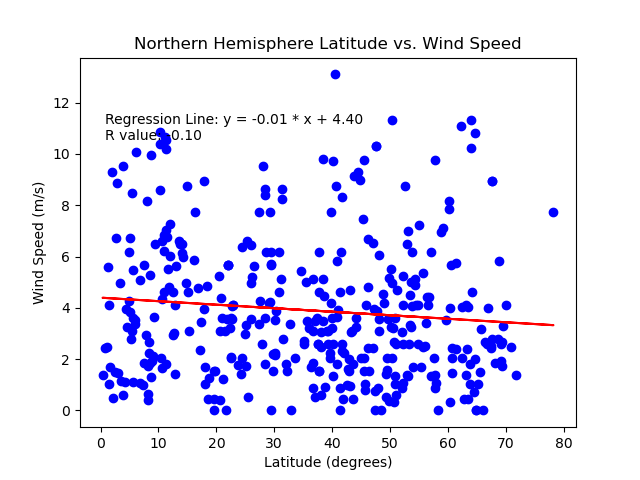 Northern Hemisphere Latitude vs. Wind Speed
Regression Line: y = -0.01 * x + 4.40
R value: 0.10
Wind Speed (m/s)
12
10
8
6
4
2
0
0 10 20 30 40 50 60 70 80
Latitude (degrees)